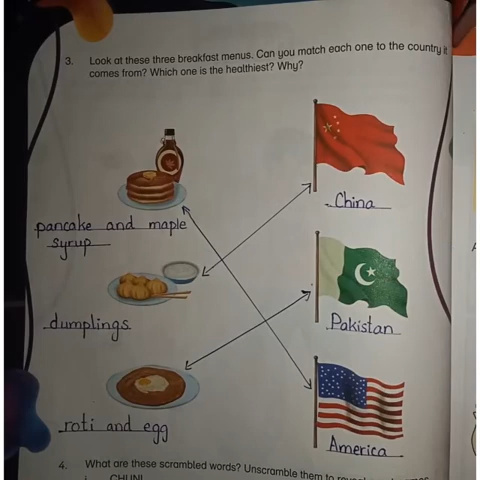 3. Look at these three breakfast menus. Can you match each one to the country it
comes from? Which one is the healthiest? Why?
China
pancake and maple
syrup
dumplings
Pakistan
roti and egg
America
4. What are these scrambled words? Unscramble them to